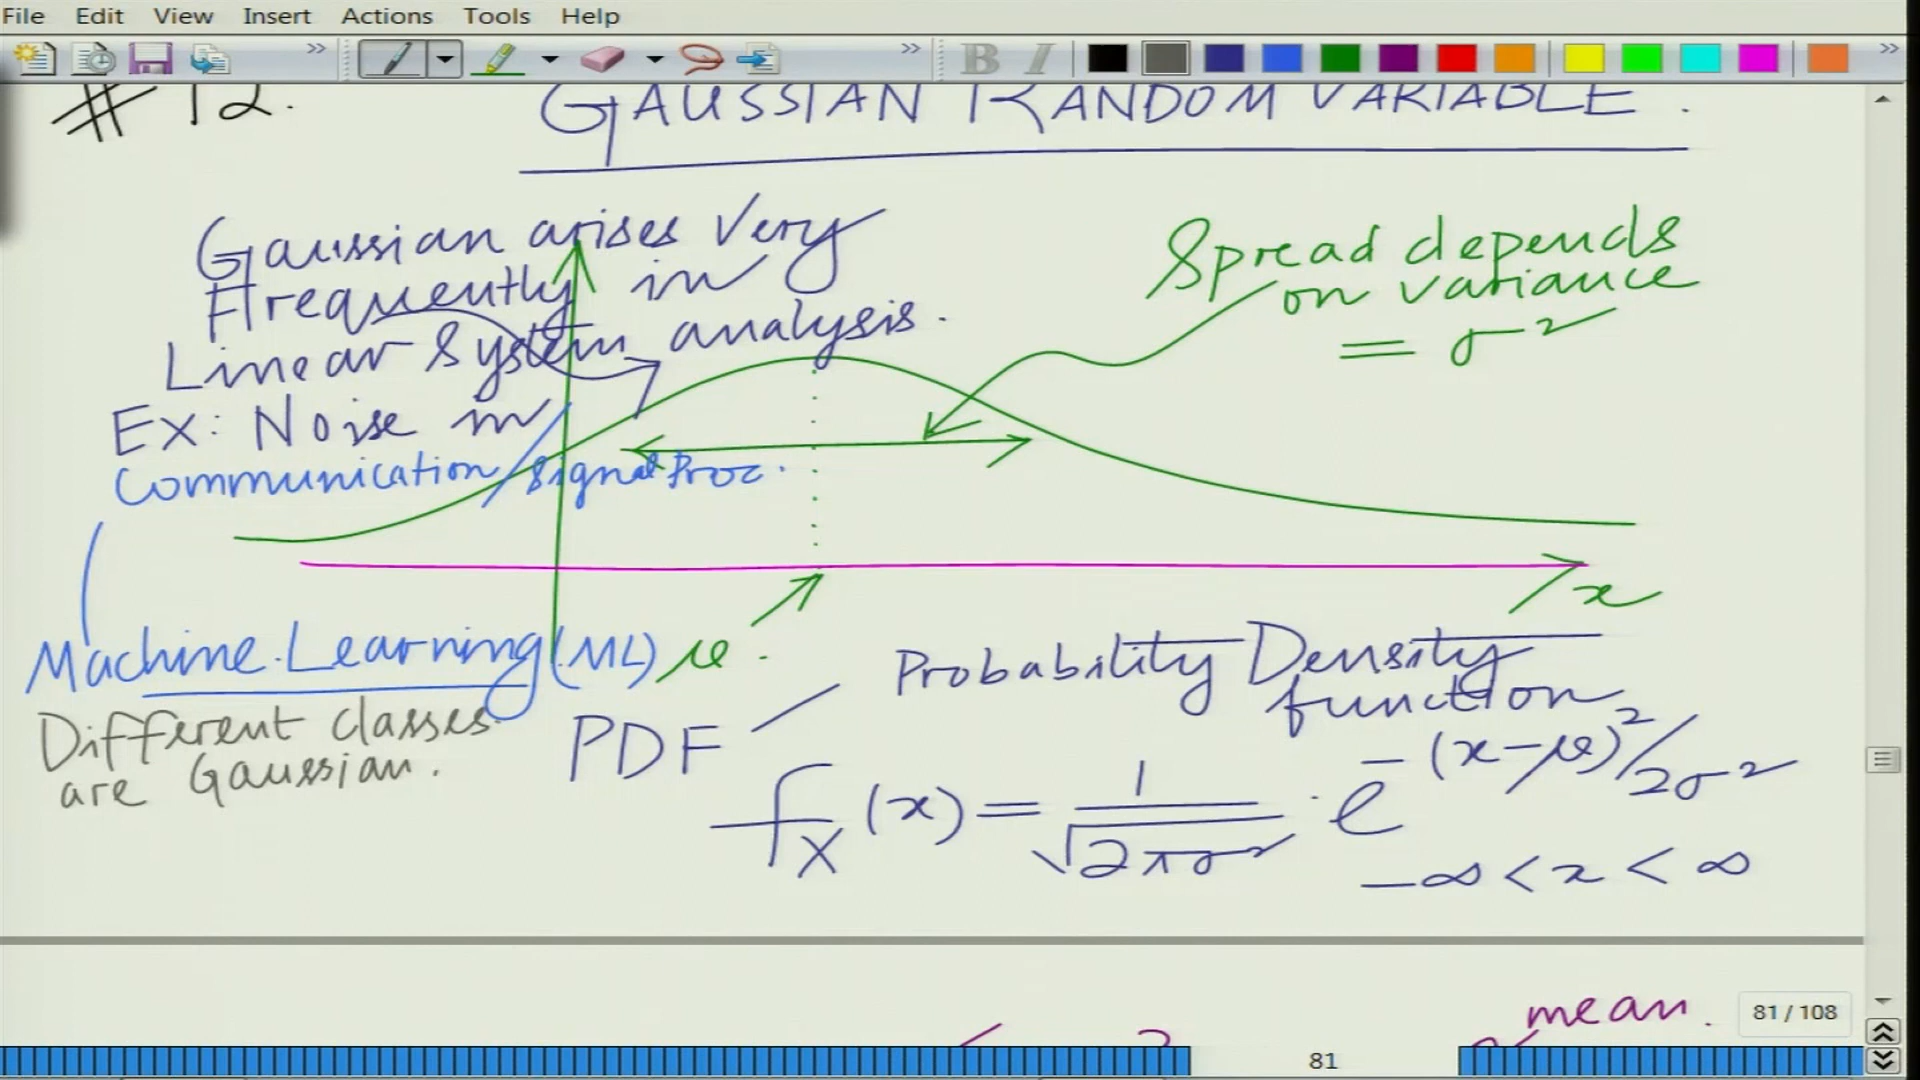 File Edit View Insert Actions Tools Help
B I
# 12.
GAUSSIAN RANDOM VARIABLE.
Gaussian arises Very
Frequently in
Linear System analysis.
Ex: Noise in
Communication/Signal Proc.
Spread depends
on variance
= σ²
x
Machine Learning (ML)
Different classes
are Gaussian.
μ.
Probability Density
function
PDF
f_X(x) = 1/√(2πσ²) · e^(-(x-μ)²/2σ²)
-∞ < x < ∞
mean.
81 / 108
81